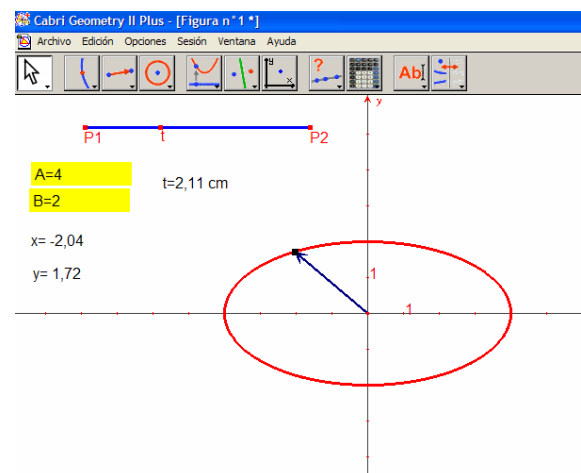 Cabri Geometry II Plus - [Figura n°1 *]
Archivo Edición Opciones Sesión Ventana Ayuda
y
? Ab
y
P1 t P2
A=4
t=2,11 cm
B=2
x= -2,04
y= 1,72
1
1